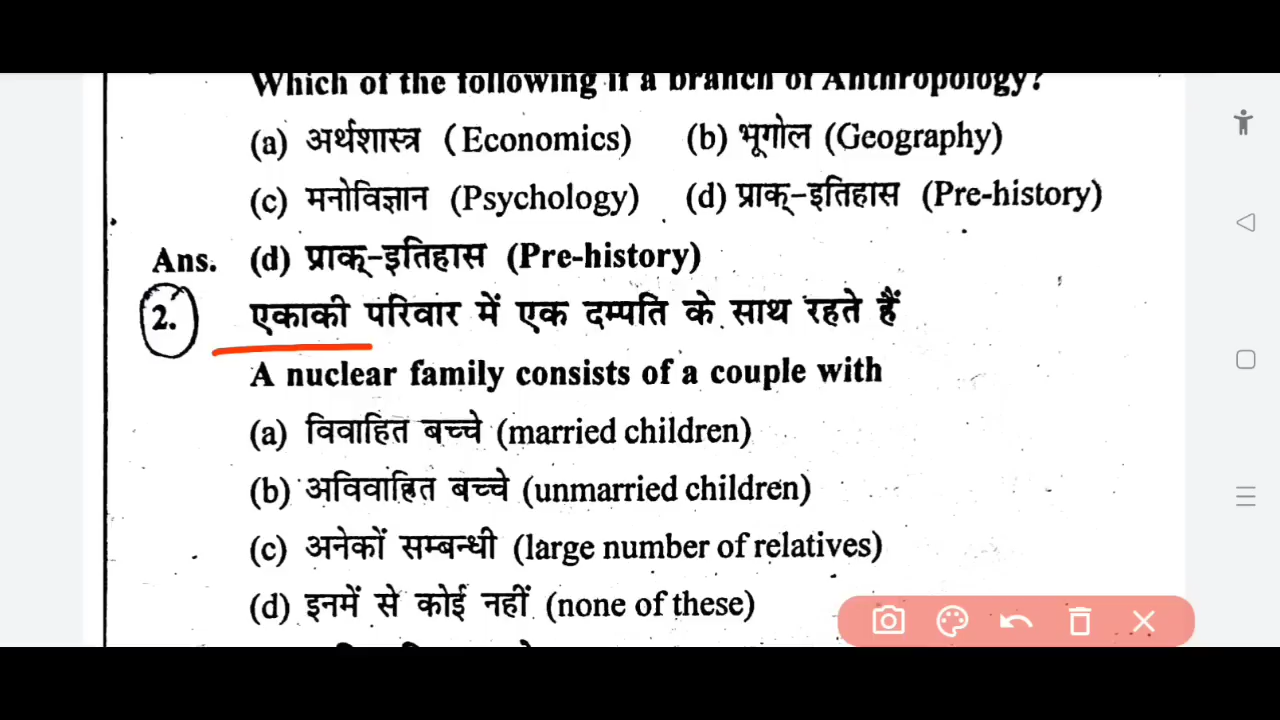 Which of the following if a branch of Anthropology?
(a) अर्थशास्त्र (Economics) (b) भूगोल (Geography)
(c) मनोविज्ञान (Psychology) (d) प्राक्-इतिहास (Pre-history)
Ans. (d) प्राक्-इतिहास (Pre-history)
2. एकाकी परिवार में एक दम्पति के साथ रहते हैं
A nuclear family consists of a couple with
(a) विवाहित बच्चे (married children)
(b) अविवाहित बच्चे (unmarried children)
(c) अनेकों सम्बन्धी (large number of relatives)
(d) इनमें से कोई नहीं (none of these)